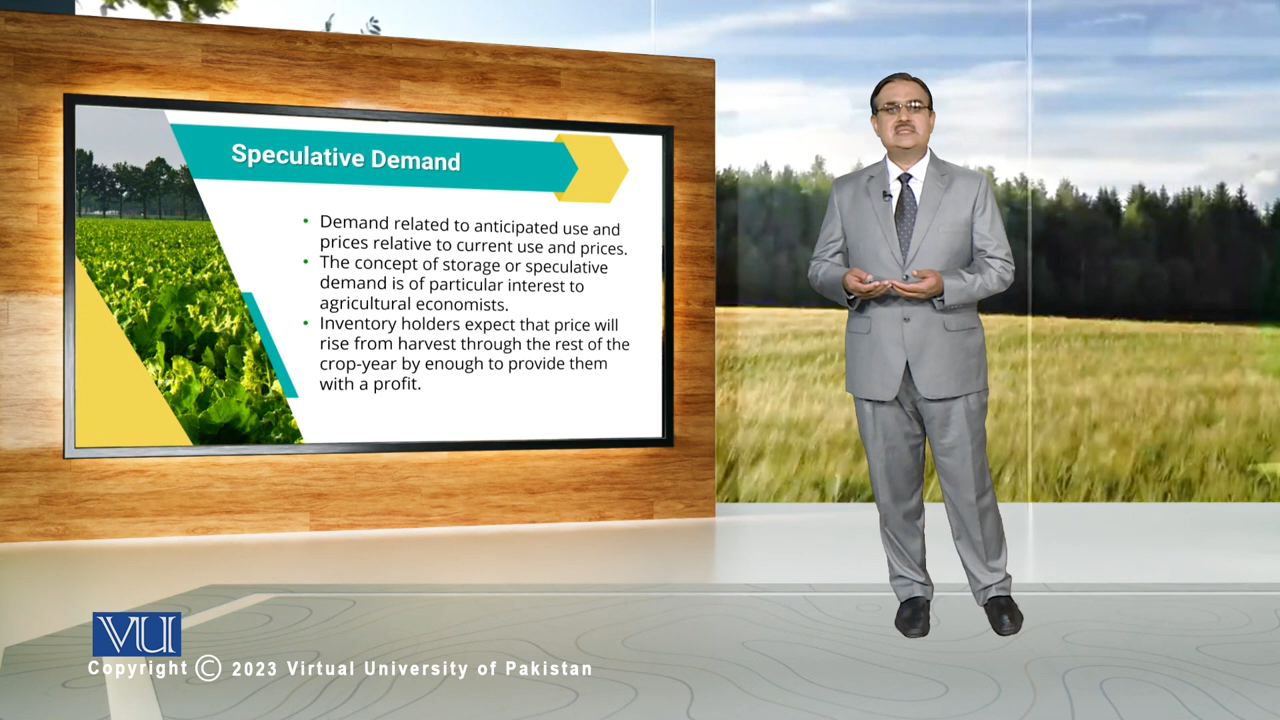 Speculative Demand
• Demand related to anticipated use and
prices relative to current use and prices.
• The concept of storage or speculative
demand is of particular interest to
agricultural economists.
• Inventory holders expect that price will
rise from harvest through the rest of the
crop-year by enough to provide them
with a profit.
VU
Copyright © 2023 Virtual University of Pakistan